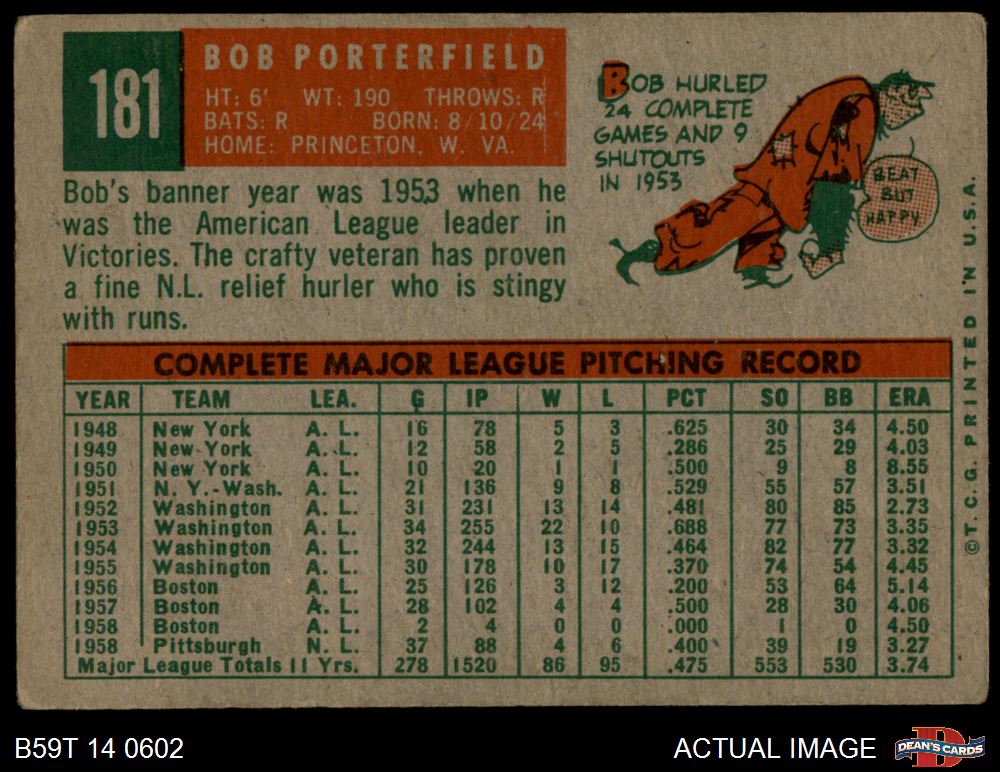 181
BOB PORTERFIELD
HT: 6' WT: 190 THROWS: R
BATS: R BORN: 8/10/24
HOME: PRINCETON, W. VA.
Bob's banner year was 1953 when he
was the American League leader in
Victories. The crafty veteran has proven
a fine N.L. relief hurler who is stingy
with runs.
BOB HURLED
24 COMPLETE
GAMES AND 9
SHUTOUTS
IN 1953
BEAT
BUT
HAPPY
COMPLETE MAJOR LEAGUE PITCHING RECORD
YEAR TEAM LEA. G IP W L PCT SO BB ERA
1948 New York A. L. 16 78 5 3 .625 30 34 4.50
1949 New York A. L. 12 58 2 5 .286 25 29 4.03
1950 New York A. L. 10 20 1 1 .500 9 8 8.55
1951 N. Y.-Wash. A. L. 21 136 9 8 .529 55 57 3.51
1952 Washington A. L. 31 231 13 14 .481 80 85 2.73
1953 Washington A. L. 34 255 22 10 .688 77 73 3.35
1954 Washington A. L. 32 244 13 15 .464 82 77 3.32
1955 Washington A. L. 30 178 10 17 .370 74 54 4.45
1956 Boston A. L. 25 126 3 12 .200 53 64 5.14
1957 Boston A. L. 28 102 4 4 .500 28 30 4.06
1958 Boston A. L. 2 4 0 0 .000 1 0 4.50
1958 Pittsburgh N. L. 37 88 4 6 .400 39 19 3.27
Major League Totals 11 Yrs. 278 1520 86 95 .475 553 530 3.74
© T. C. G. PRINTED IN U.S.A.
B59T 14 0602
ACTUAL IMAGE
DEAN'S CARDS